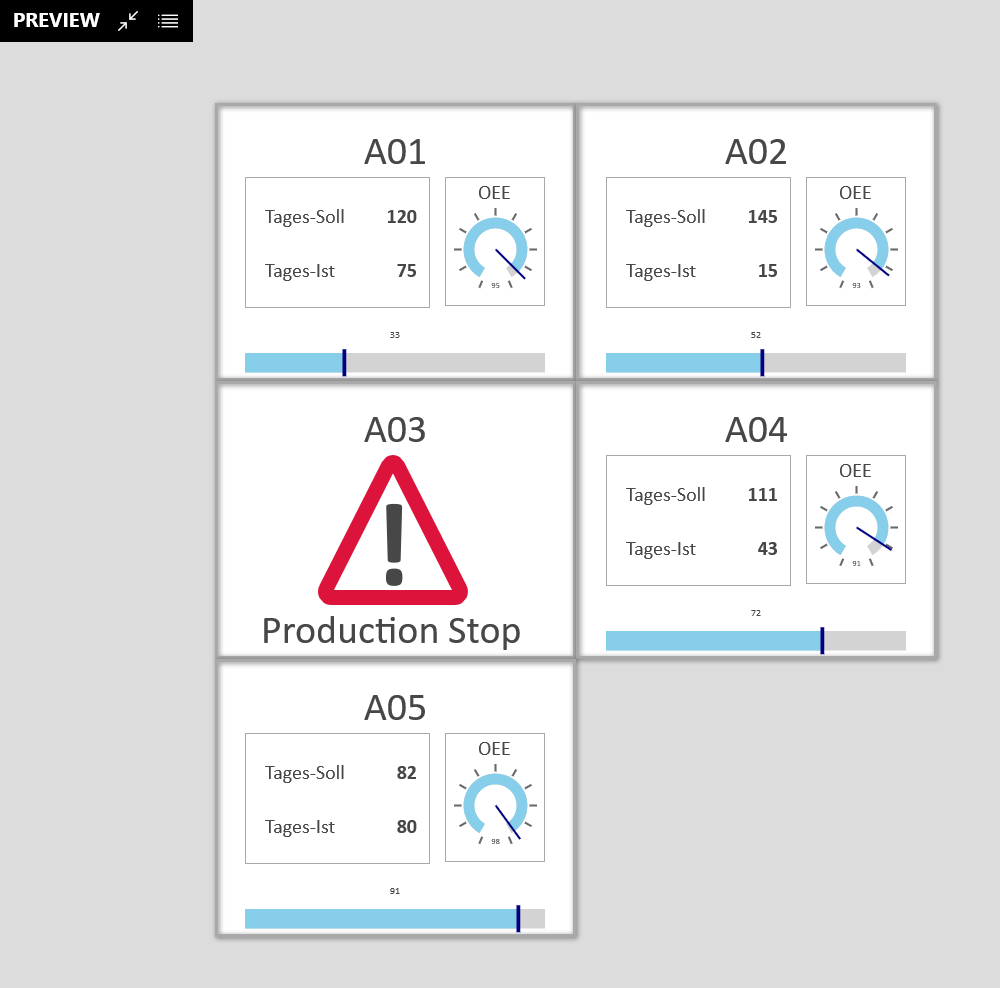 PREVIEW
A01
Tages-Soll 120
Tages-Ist 75
OEE
95
33
A02
Tages-Soll 145
Tages-Ist 15
OEE
93
52
A03
!
Production Stop
A04
Tages-Soll 111
Tages-Ist 43
OEE
91
72
A05
Tages-Soll 82
Tages-Ist 80
OEE
98
91